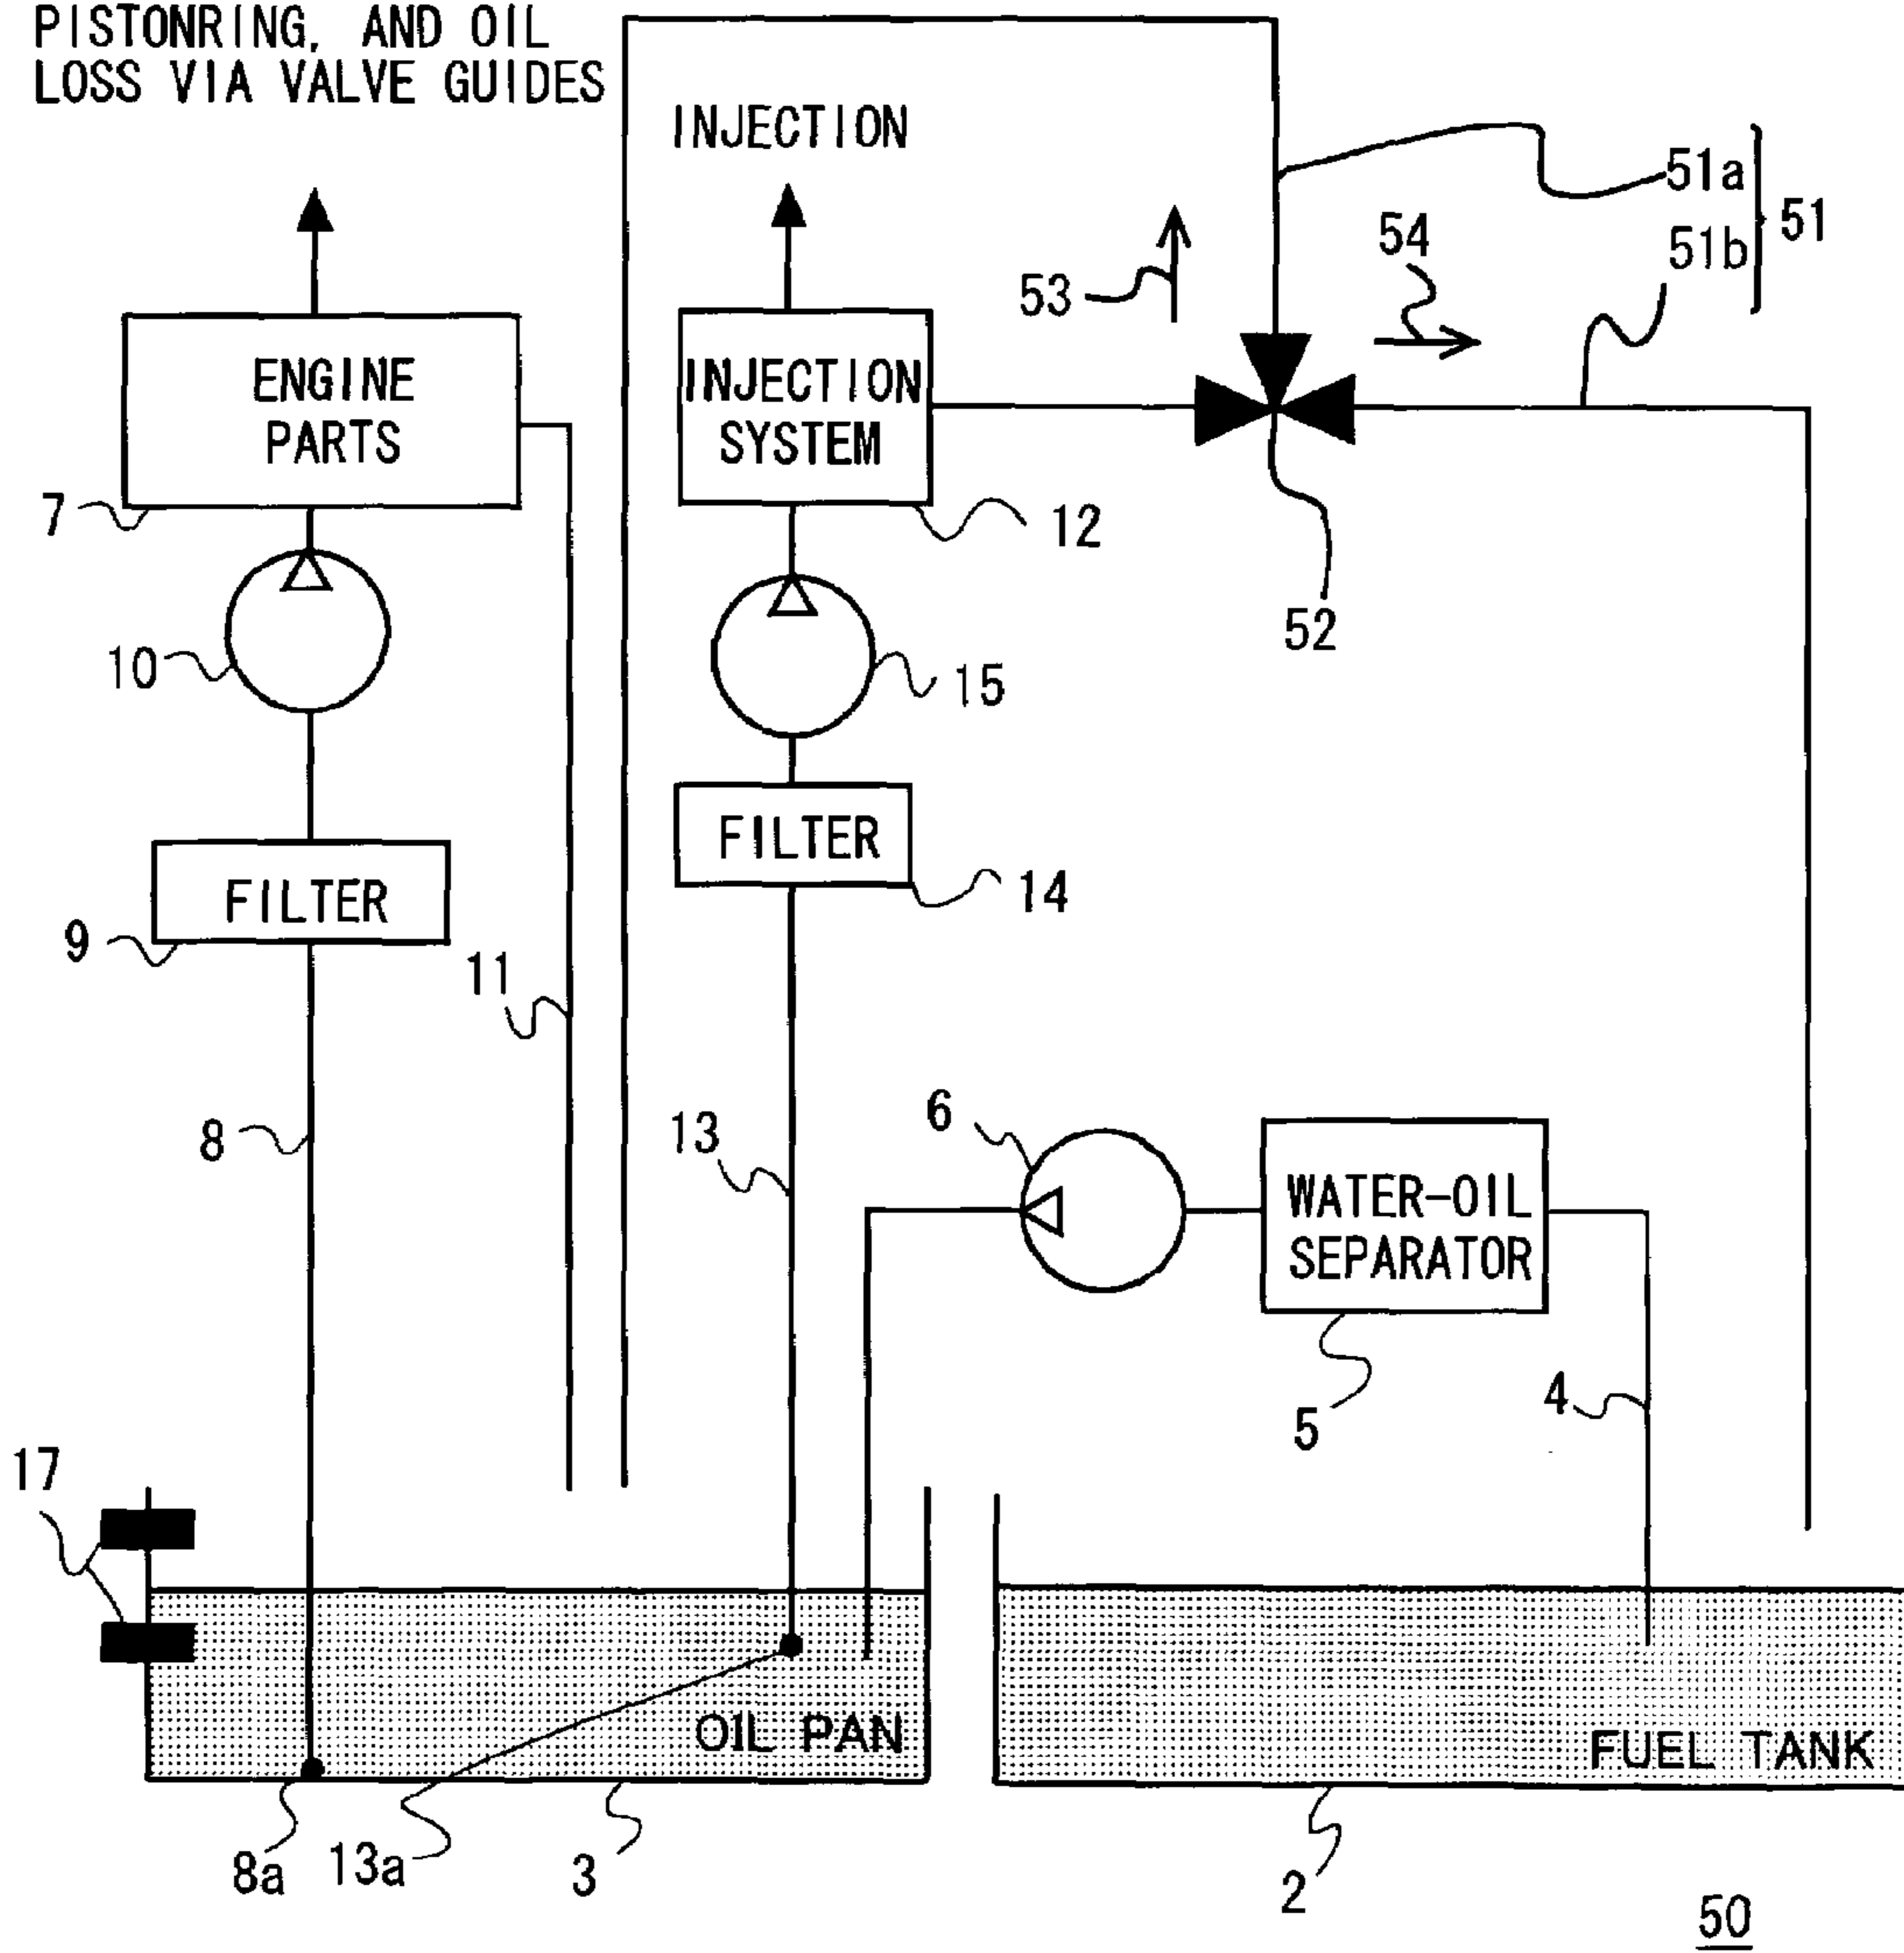 PISTONRING, AND OIL
LOSS VIA VALVE GUIDES
INJECTION
51a
51b
51
54
53
ENGINE
PARTS
INJECTION
SYSTEM
7
12
52
10
15
FILTER
14
FILTER
9
11
8
13
6
WATER-OIL
SEPARATOR
5
4
17
OIL PAN
FUEL TANK
8a
13a
3
2
50